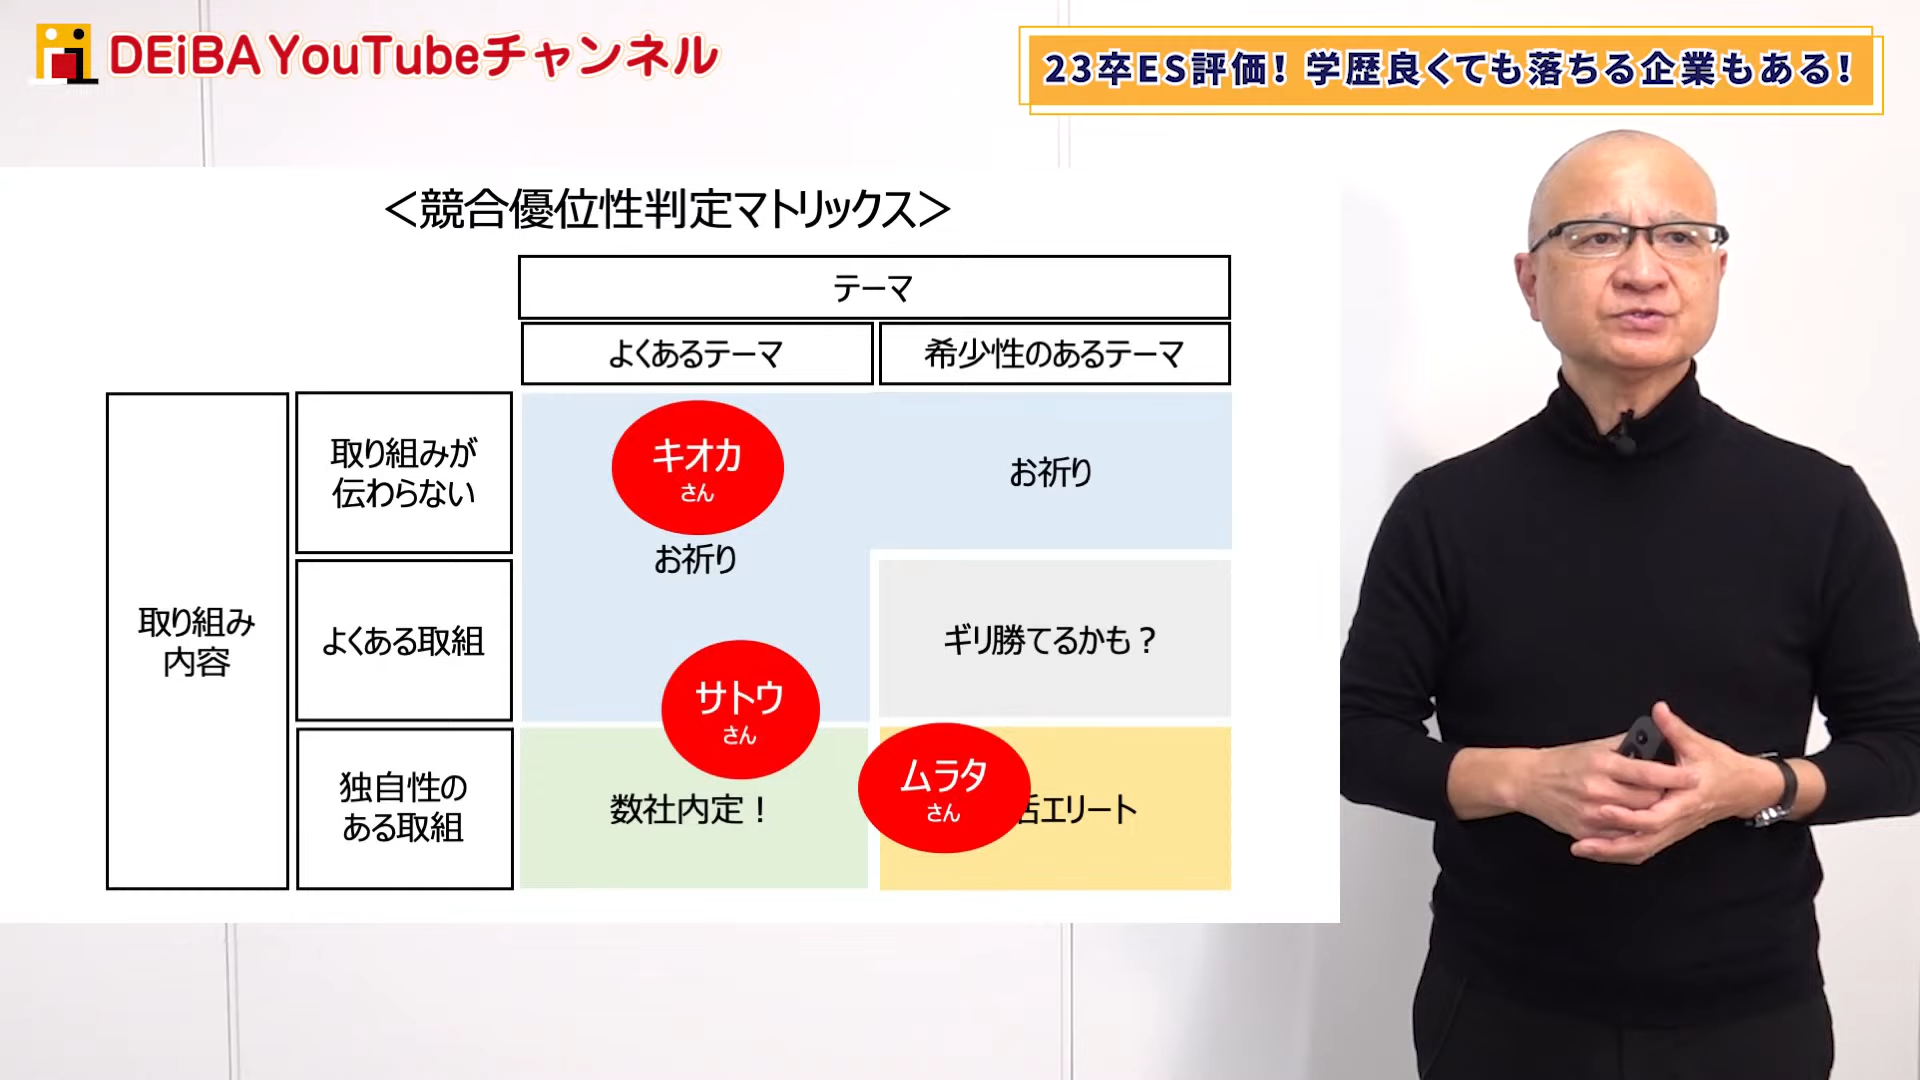 DEiBA YouTubeチャンネル
23卒ES評価！学歴良くても落ちる企業もある！
＜競合優位性判定マトリックス＞
テーマ
よくあるテーマ
希少性のあるテーマ
取り組み
内容
取り組みが
伝わらない
キオカ
さん
お祈り
お祈り
よくある取組
サトウ
さん
ギリ勝てるかも？
独自性の
ある取組
数社内定！
ムラタ
さん
活エリート